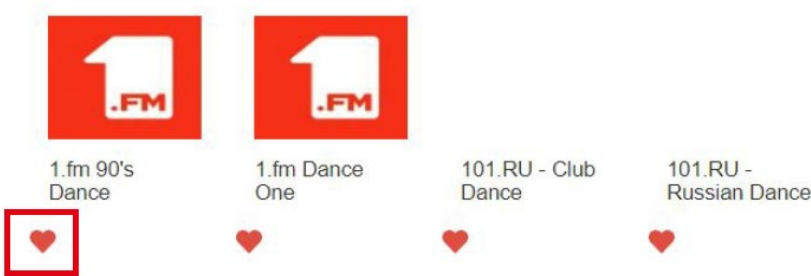 .FM
.FM
1.fm 90's
Dance
1.fm Dance
One
101.RU - Club
Dance
101.RU -
Russian Dance